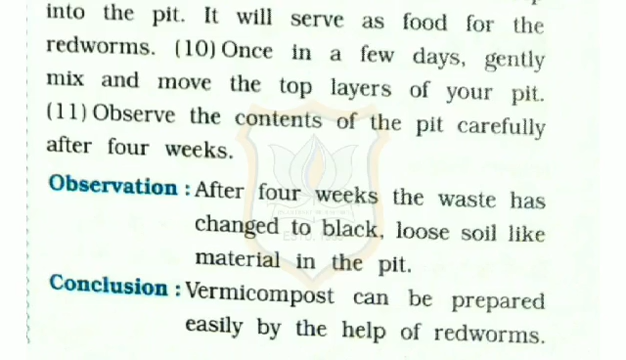 into the pit. It will serve as food for the
redworms. (10) Once in a few days, gently
mix and move the top layers of your pit.
(11) Observe the contents of the pit carefully
after four weeks.
Observation : After four weeks the waste has
changed to black, loose soil like
material in the pit.
Conclusion : Vermicompost can be prepared
easily by the help of redworms.